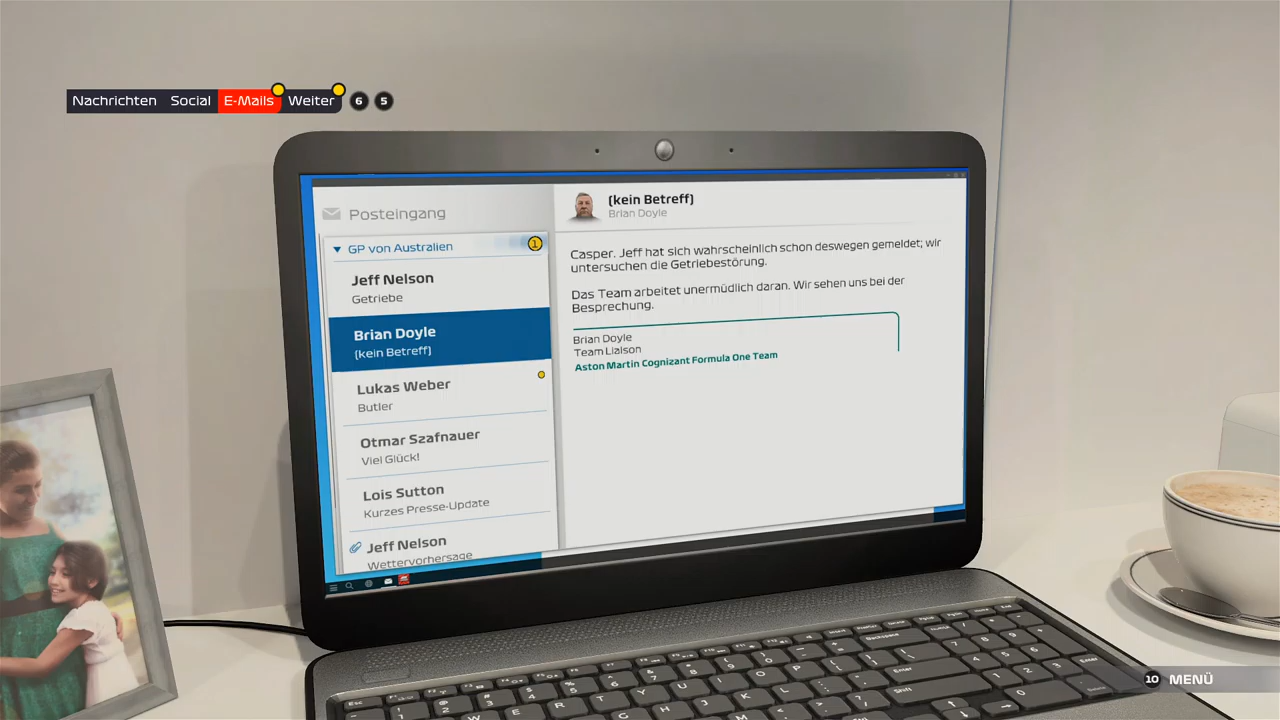 Nachrichten Social E-Mails Weiter 6 5
Posteingang
GP von Australien 1
Jeff Nelson
Getriebe
Brian Doyle
(kein Betreff)
Lukas Weber
Butler
Otmar Szafnauer
Viel Glück!
Lois Sutton
Kurzes Presse-Update
Jeff Nelson
Wettervorhersage
(kein Betreff)
Brian Doyle
Casper. Jeff hat sich wahrscheinlich schon deswegen gemeldet; wir
untersuchen die Getriebestörung.
Das Team arbeitet unermüdlich daran. Wir sehen uns bei der
Besprechung.
Brian Doyle
Team Liaison
Aston Martin Cognizant Formula One Team
10 MENÜ